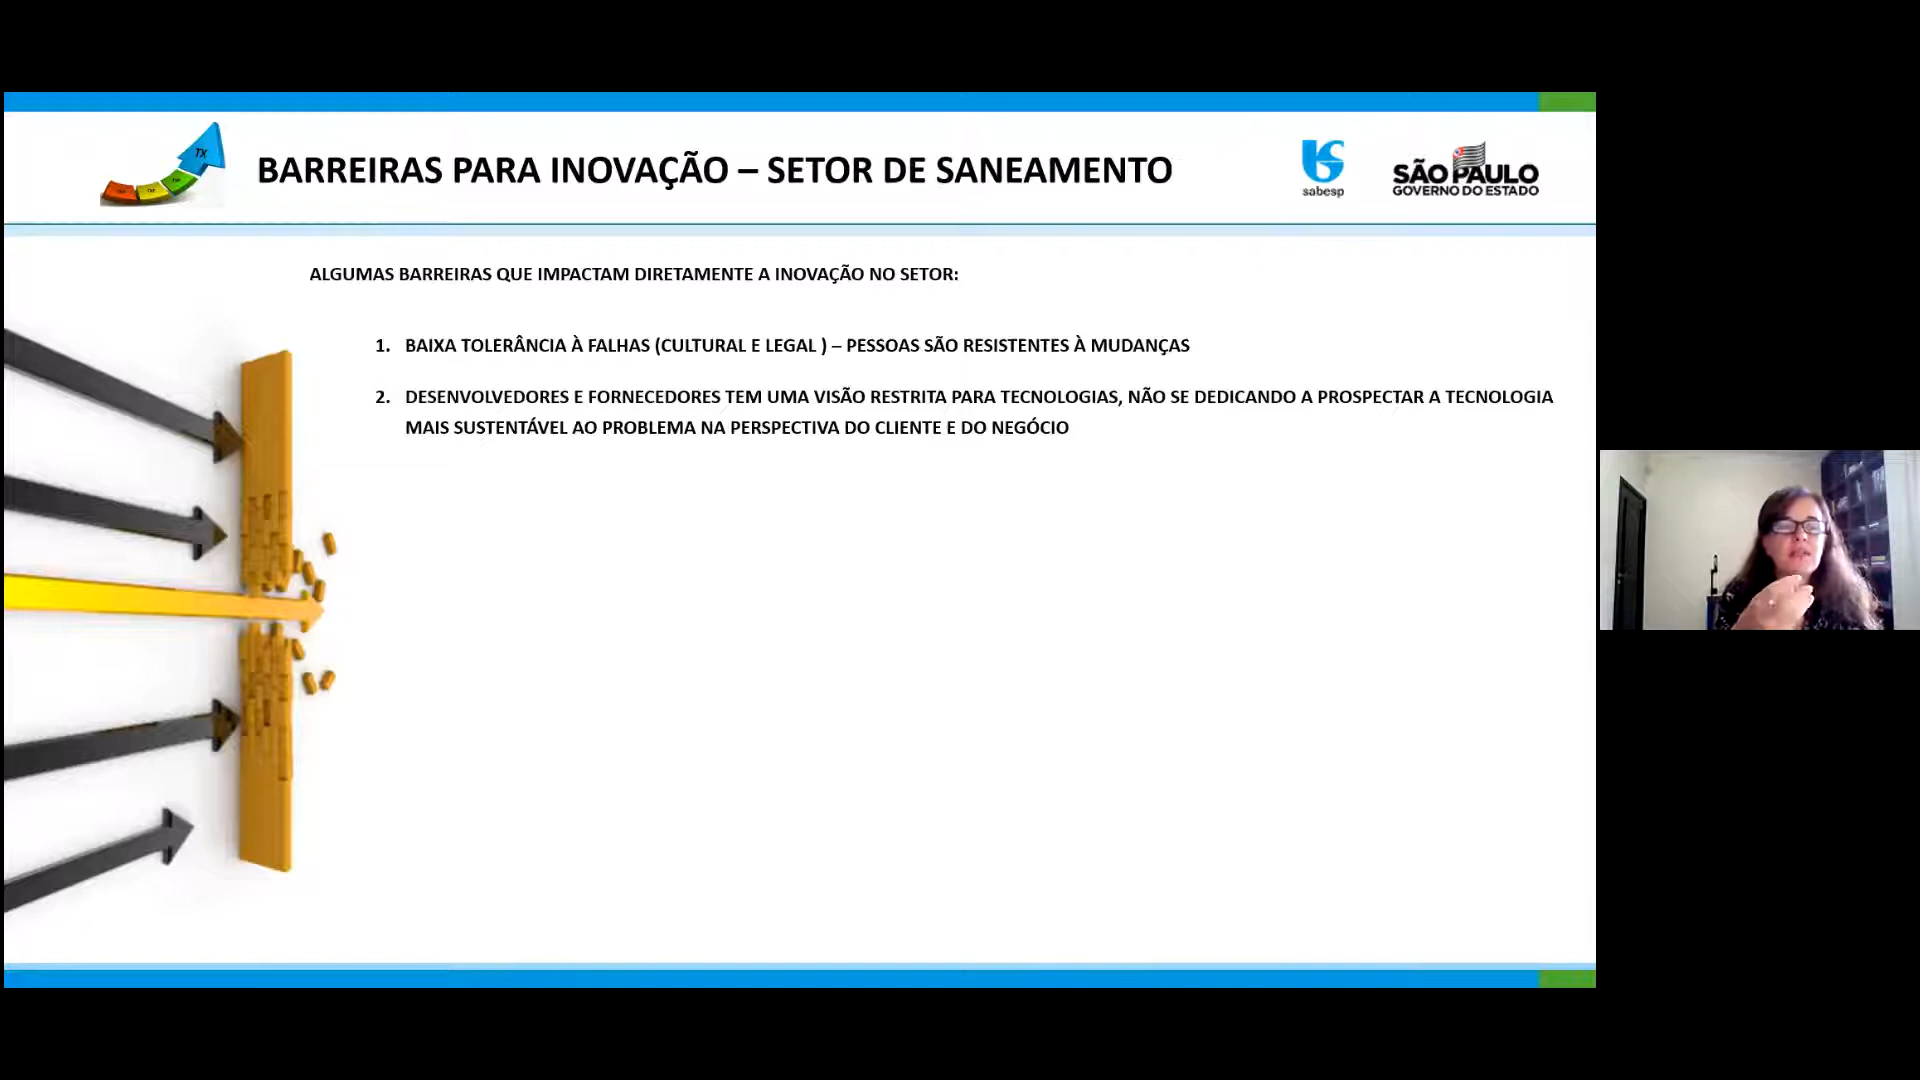 TX
BARREIRAS PARA INOVAÇÃO – SETOR DE SANEAMENTO
sabesp
SÃO PAULO
GOVERNO DO ESTADO
ALGUMAS BARREIRAS QUE IMPACTAM DIRETAMENTE A INOVAÇÃO NO SETOR:
1. BAIXA TOLERÂNCIA À FALHAS (CULTURAL E LEGAL ) – PESSOAS SÃO RESISTENTES À MUDANÇAS
2. DESENVOLVEDORES E FORNECEDORES TEM UMA VISÃO RESTRITA PARA TECNOLOGIAS, NÃO SE DEDICANDO A PROSPECTAR A TECNOLOGIA
MAIS SUSTENTÁVEL AO PROBLEMA NA PERSPECTIVA DO CLIENTE E DO NEGÓCIO